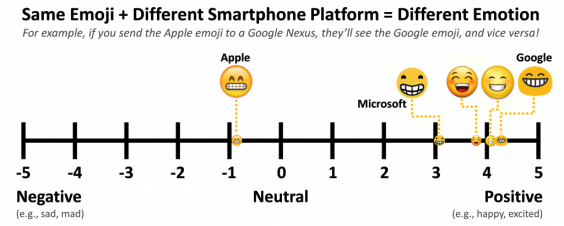 Same Emoji + Different Smartphone Platform = Different Emotion
For example, if you send the Apple emoji to a Google Nexus, they'll see the Google emoji, and vice versa!
Apple
Google
Microsoft
-5 -4 -3 -2 -1 0 1 2 3 4 5
Negative Neutral Positive
(e.g., sad, mad) (e.g., happy, excited)